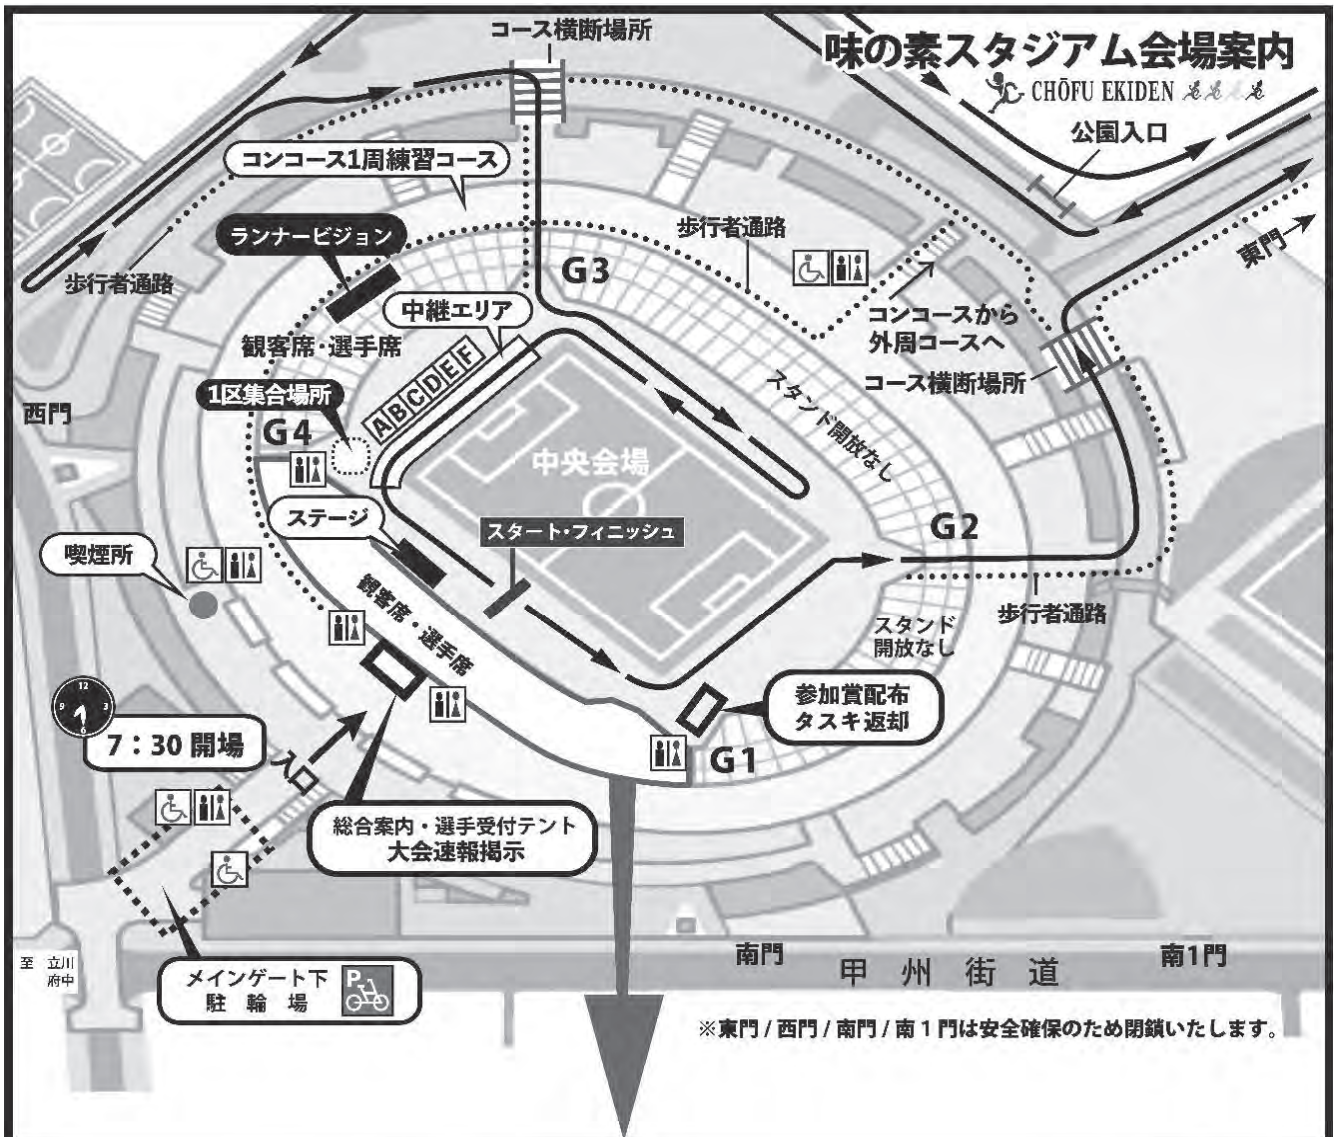 コース横断場所
味の素スタジアム会場案内
CHŌFU EKIDEN
公園入口
コンコース1周練習コース
ランナービジョン
歩行者通路
歩行者通路
東門
G3
中継エリア
コンコースから
外周コースへ
観客席・選手席
コース横断場所
1区集合場所
A B C D E F
西門
G4
スタンド開放なし
中央会場
ステージ
スタート・フィニッシュ
G2
喫煙所
観客席・選手席
歩行者通路
スタンド
開放なし
12
3
6
9
7：30 開場
参加賞配布
タスキ返却
入口
G1
総合案内・選手受付テント
大会速報掲示
至 立川
府中
メインゲート下
駐 輪 場
P
南門
甲 州 街 道
南1門
※東門 / 西門 / 南門 / 南 1 門は安全確保のため閉鎖いたします。